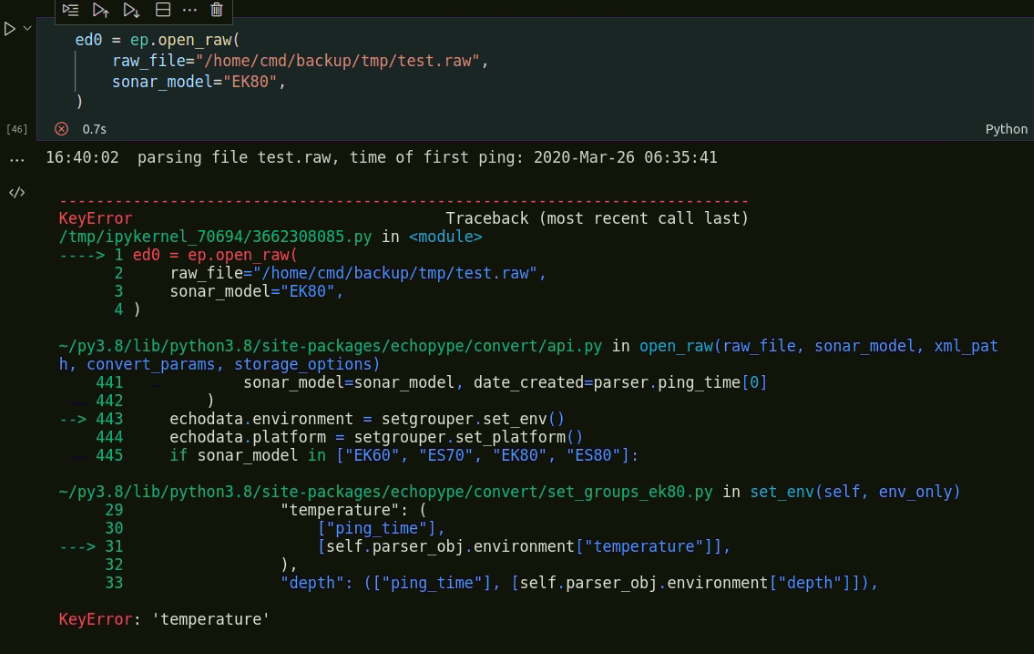 ed0 = ep.open_raw(
    raw_file="/home/cmd/backup/tmp/test.raw",
    sonar_model="EK80",
)
[46]
0.7s
Python
16:40:02  parsing file test.raw, time of first ping: 2020-Mar-26 06:35:41
---------------------------------------------------------------------------
KeyError                                  Traceback (most recent call last)
/tmp/ipykernel_70694/3662308085.py in <module>
----> 1 ed0 = ep.open_raw(
      2     raw_file="/home/cmd/backup/tmp/test.raw",
      3     sonar_model="EK80",
      4 )
~/py3.8/lib/python3.8/site-packages/echopype/convert/api.py in open_raw(raw_file, sonar_model, xml_pat
h, convert_params, storage_options)
    441             sonar_model=sonar_model, date_created=parser.ping_time[0]
    442         )
--> 443     echodata.environment = setgrouper.set_env()
    444     echodata.platform = setgrouper.set_platform()
    445     if sonar_model in ["EK60", "ES70", "EK80", "ES80"]:
~/py3.8/lib/python3.8/site-packages/echopype/convert/set_groups_ek80.py in set_env(self, env_only)
     29                 "temperature": (
     30                     ["ping_time"],
---> 31                     [self.parser_obj.environment["temperature"]],
     32                 ),
     33                 "depth": (["ping_time"], [self.parser_obj.environment["depth"]]),
KeyError: 'temperature'